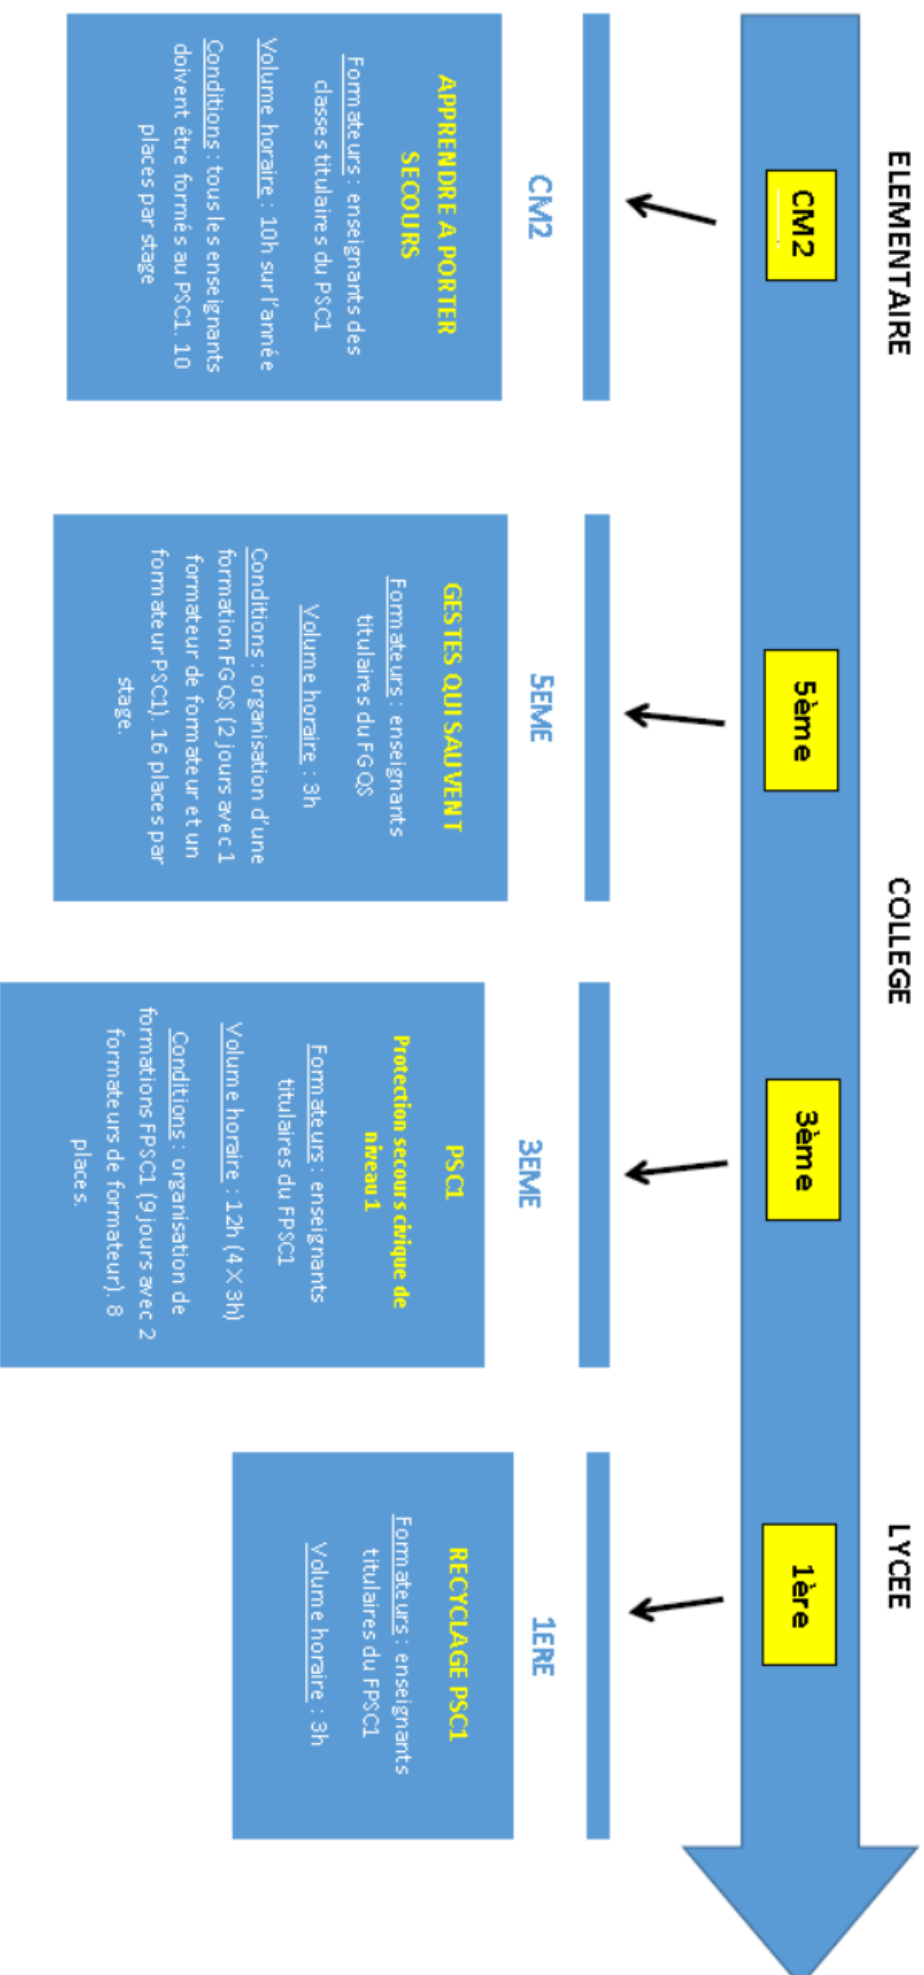 ELEMENTAIRE
COLLEGE
LYCEE
CM2
5ème
3ème
1ère
CM2
APPRENDRE A PORTER
SECOURS
Formateurs : enseignants des
classes titulaires du PSC1
Volume horaire : 10h sur l'année
Conditions : tous les enseignants
doivent être formés au PSC1. 10
places par stage
5EME
GESTES QUI SAUVENT
Formateurs : enseignants
titulaires du FGQS
Volume horaire : 3h
Conditions : organisation d'une
formation FGQS (2 jours avec 1
formateur de formateur et un
formateur PSC1). 16 places par
stage.
3EME
PSC1
Protection secours civique de
niveau 1
Formateurs : enseignants
titulaires du FPSC1
Volume horaire : 12h (4 X 3h)
Conditions : organisation de
formations FPSC1 (9 jours avec 2
formateurs de formateur). 8
places.
1ERE
RECYCLAGE PSC1
Formateurs : enseignants
titulaires du FPSC1
Volume horaire : 3h